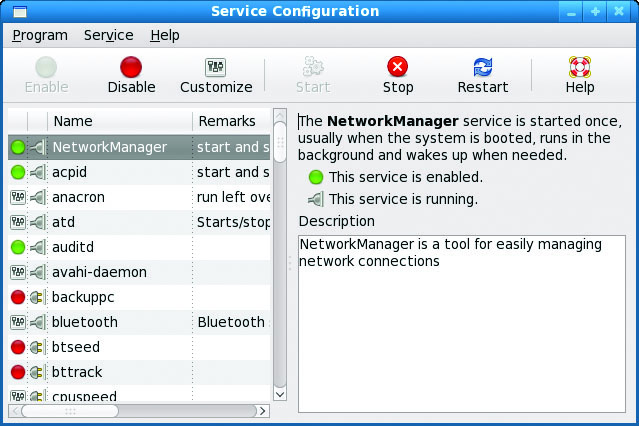 Service Configuration
Program Service Help
Enable Disable Customize Start Stop Restart Help
Name Remarks
NetworkManager start and s
acpid start and s
anacron run left ove
atd Starts/stop
auditd
avahi-daemon
backuppc
bluetooth Bluetooth
btseed
bttrack
cpuspeed
The NetworkManager service is started once,
usually when the system is booted, runs in the
background and wakes up when needed.
This service is enabled.
This service is running.
Description
NetworkManager is a tool for easily managing
network connections